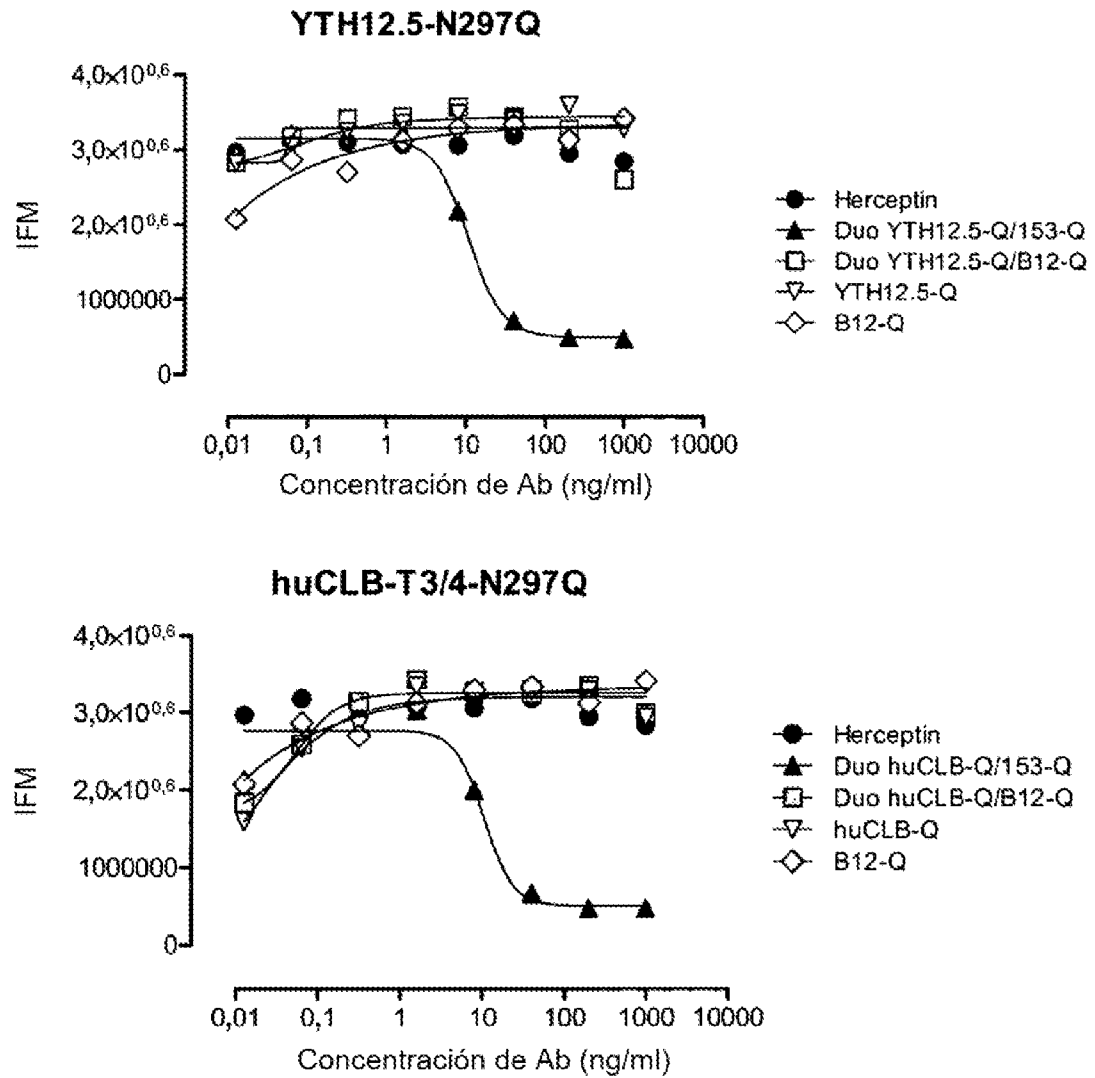 YTH12.5-N297Q
4,0x10^0,6
3,0x10^0,6
2,0x10^0,6
1000000
0
IFM
0,01 0,1 1 10 100 1000 10000
Concentración de Ab (ng/ml)
Herceptin
Duo YTH12.5-Q/153-Q
Duo YTH12.5-Q/B12-Q
YTH12.5-Q
B12-Q
huCLB-T3/4-N297Q
4,0x10^0,6
3,0x10^0,6
2,0x10^0,6
1000000
0
IFM
0,01 0,1 1 10 100 1000 10000
Concentración de Ab (ng/ml)
Herceptin
Duo huCLB-Q/153-Q
Duo huCLB-Q/B12-Q
huCLB-Q
B12-Q